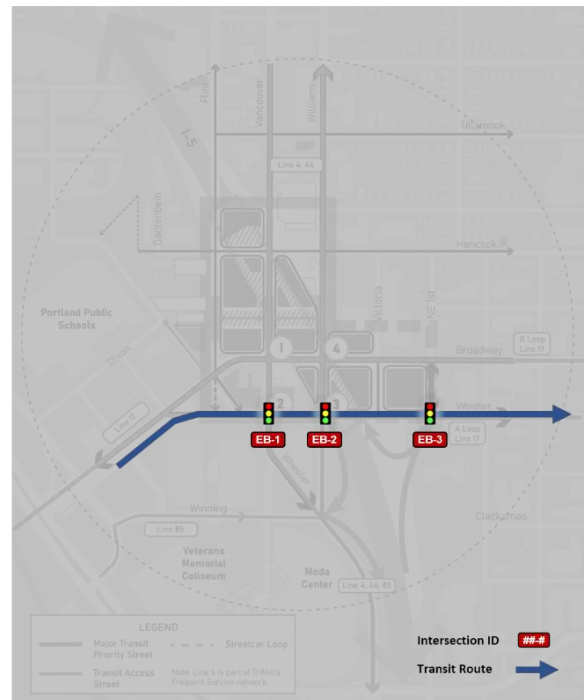 Flint
Vancouver
Williams
I-5
Tillamook
Line 4, 44
Gantenbein
Hancock
Portland Public
Schools
Victoria
NE 1st
Dixon
1
4
Broadway
B Loop
Line 17
Line 17
2
3
Weidler
EB-1
EB-2
EB-3
A Loop
Line 17
Wheeler
Winning
Line 85
Clackamas
Veterans
Memorial
Coliseum
Moda
Center
Line 4, 44, 85
LEGEND
Major Transit
Priority Street
Streetcar Loop
Transit Access
Street
Note: Line 4 is part of TriMet's
Frequent Service network.
Intersection ID
##-#
Transit Route